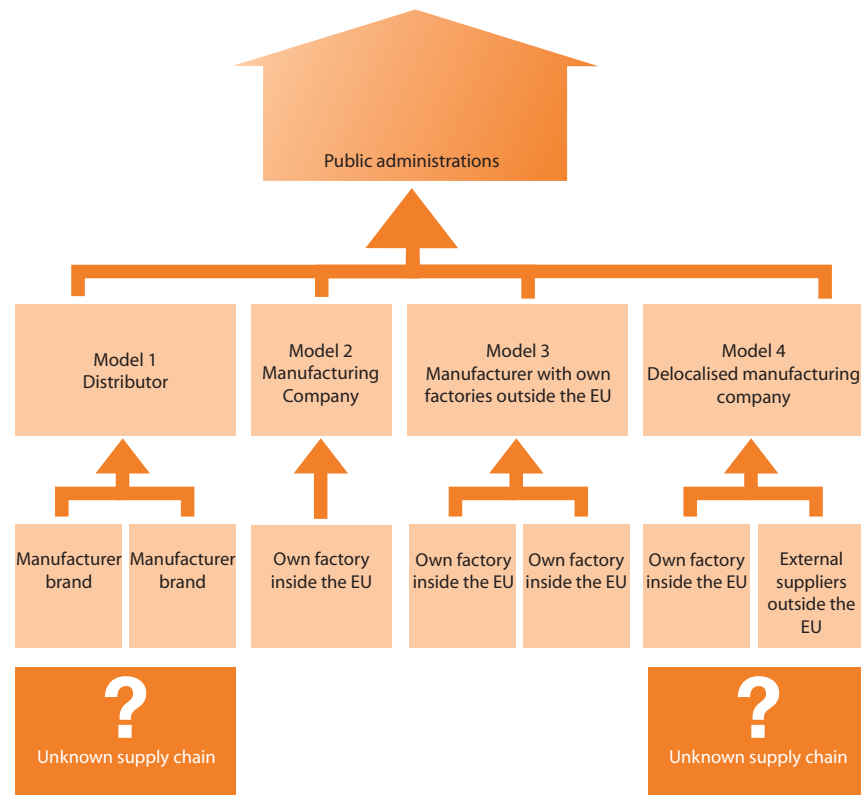 Public administrations
Model 1
Distributor
Model 2
Manufacturing
Company
Model 3
Manufacturer with own
factories outside the EU
Model 4
Delocalised manufacturing
company
Manufacturer
brand
Manufacturer
brand
Own factory
inside the EU
Own factory
inside the EU
Own factory
inside the EU
Own factory
inside the EU
External
suppliers
outside the
EU
?
Unknown supply chain
?
Unknown supply chain